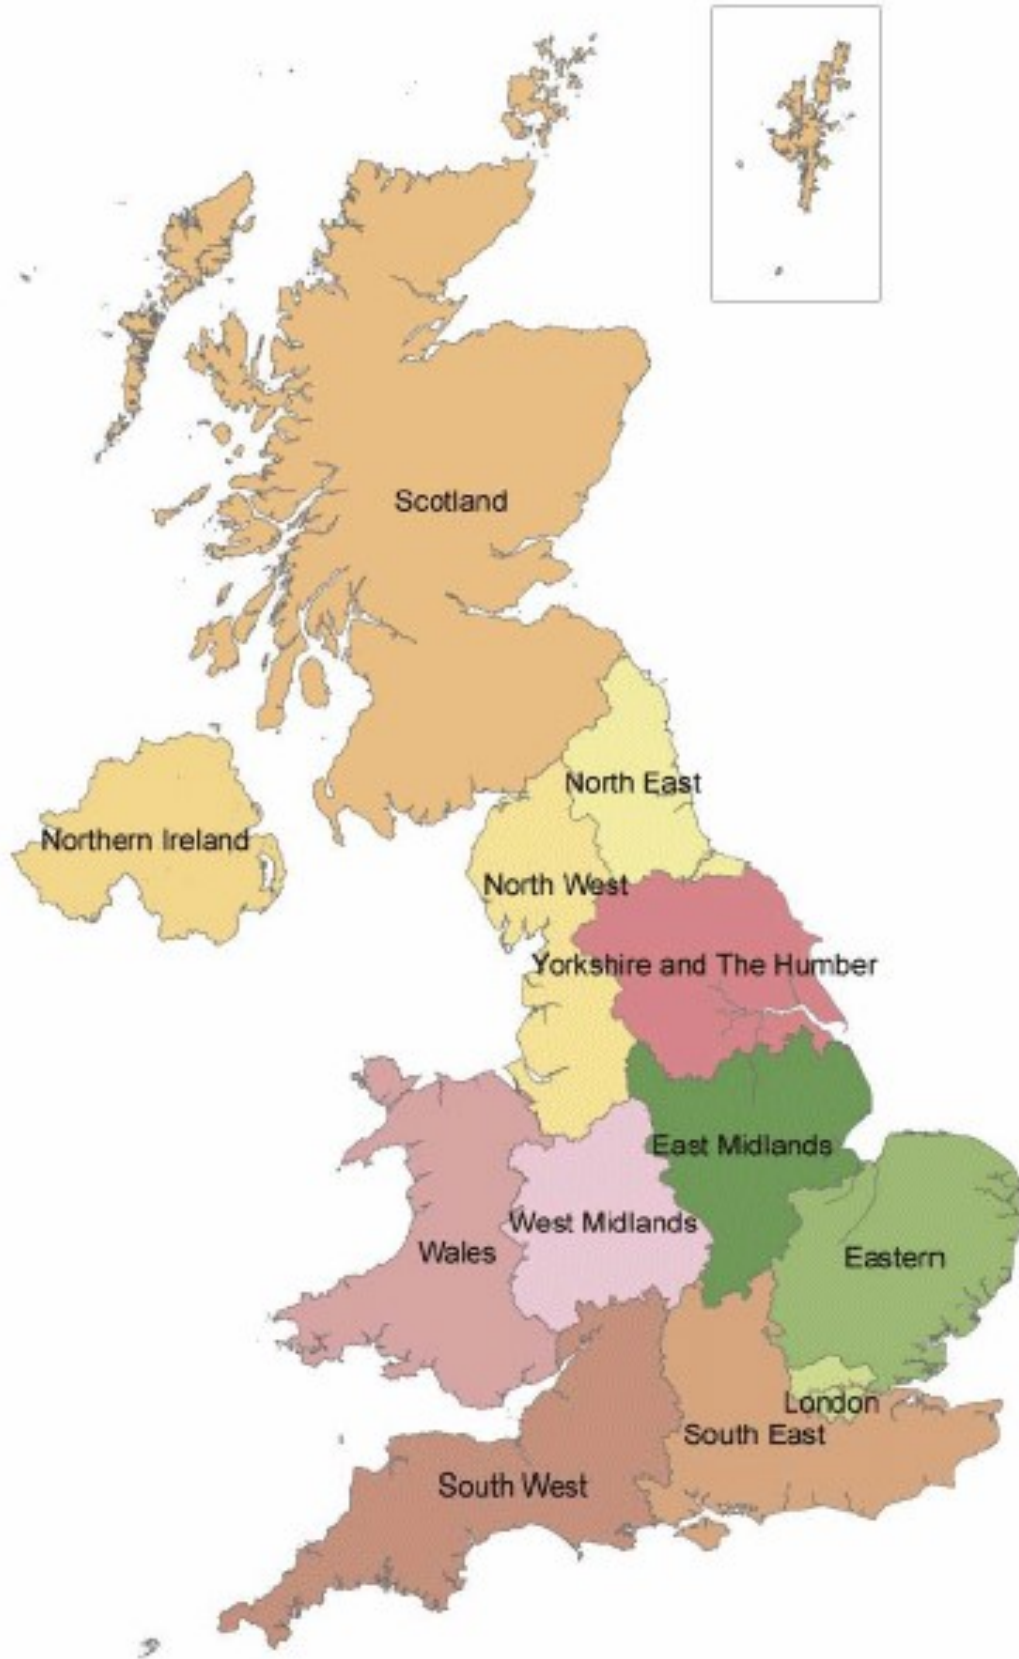 Scotland
North East
Northern Ireland
North West
Yorkshire and The Humber
East Midlands
West Midlands
Wales
Eastern
London
South East
South West